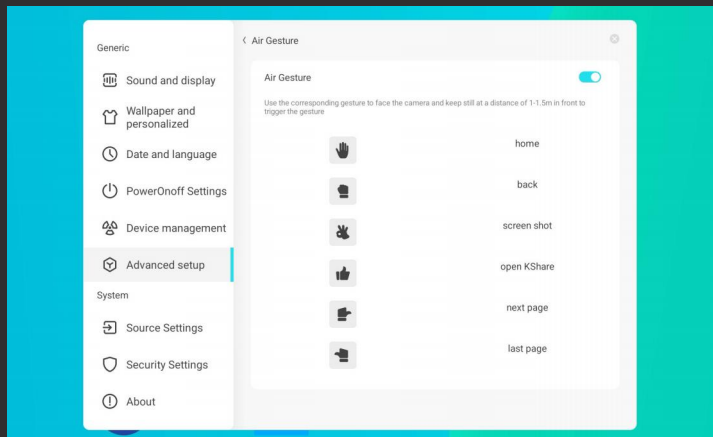 Generic
Sound and display
Wallpaper and
personalized
Date and language
PowerOnoff Settings
Device management
Advanced setup
System
Source Settings
Security Settings
About
Air Gesture
Air Gesture
Use the corresponding gesture to face the camera and keep still at a distance of 1-1.5m in front to
trigger the gesture
home
back
screen shot
open KShare
next page
last page